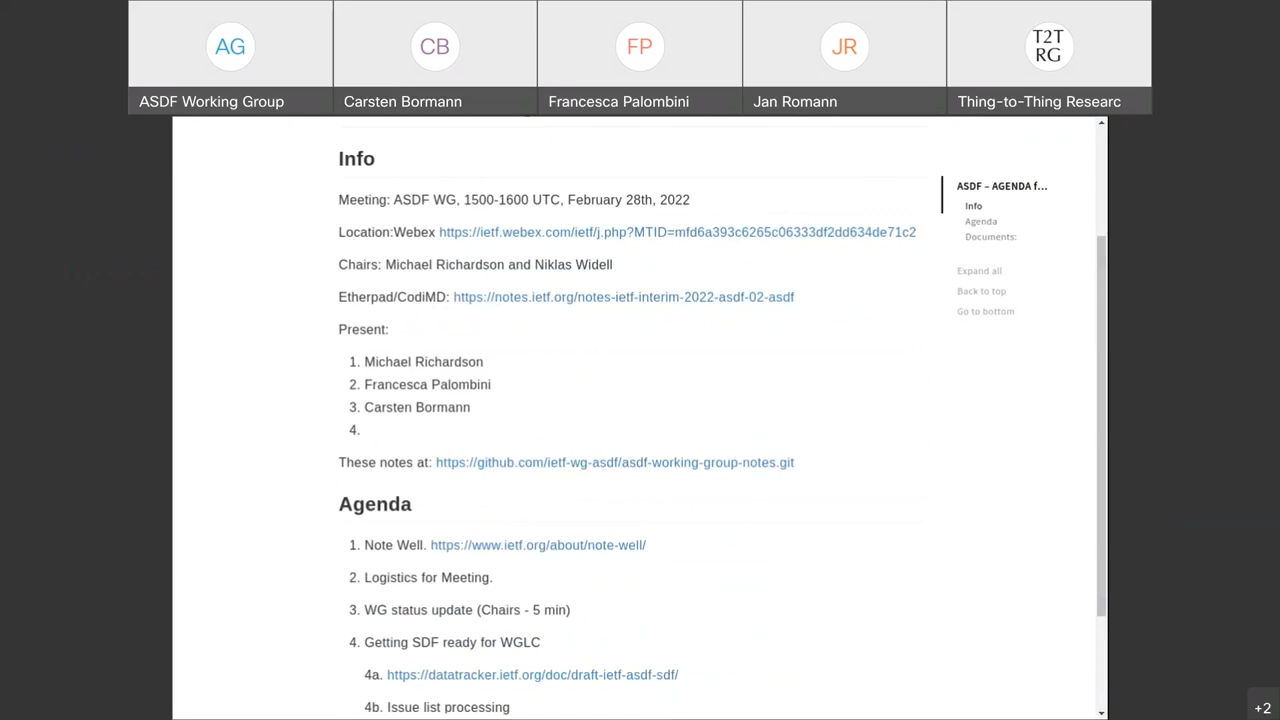 AG
CB
FP
JR
T2T
RG
ASDF Working Group
Carsten Bormann
Francesca Palombini
Jan Romann
Thing-to-Thing Researc
Info
Meeting: ASDF WG, 1500-1600 UTC, February 28th, 2022
Location:Webex https://ietf.webex.com/ietf/j.php?MTID=mfd6a393c6265c06333df2dd634de71c2
Chairs: Michael Richardson and Niklas Widell
Etherpad/CodiMD: https://notes.ietf.org/notes-ietf-interim-2022-asdf-02-asdf
Present:
1. Michael Richardson
2. Francesca Palombini
3. Carsten Bormann
4.
These notes at: https://github.com/ietf-wg-asdf/asdf-working-group-notes.git
Agenda
1. Note Well. https://www.ietf.org/about/note-well/
2. Logistics for Meeting.
3. WG status update (Chairs - 5 min)
4. Getting SDF ready for WGLC
4a. https://datatracker.ietf.org/doc/draft-ietf-asdf-sdf/
4b. Issue list processing
ASDF – AGENDA f...
Info
Agenda
Documents:
Expand all
Back to top
Go to bottom
+2